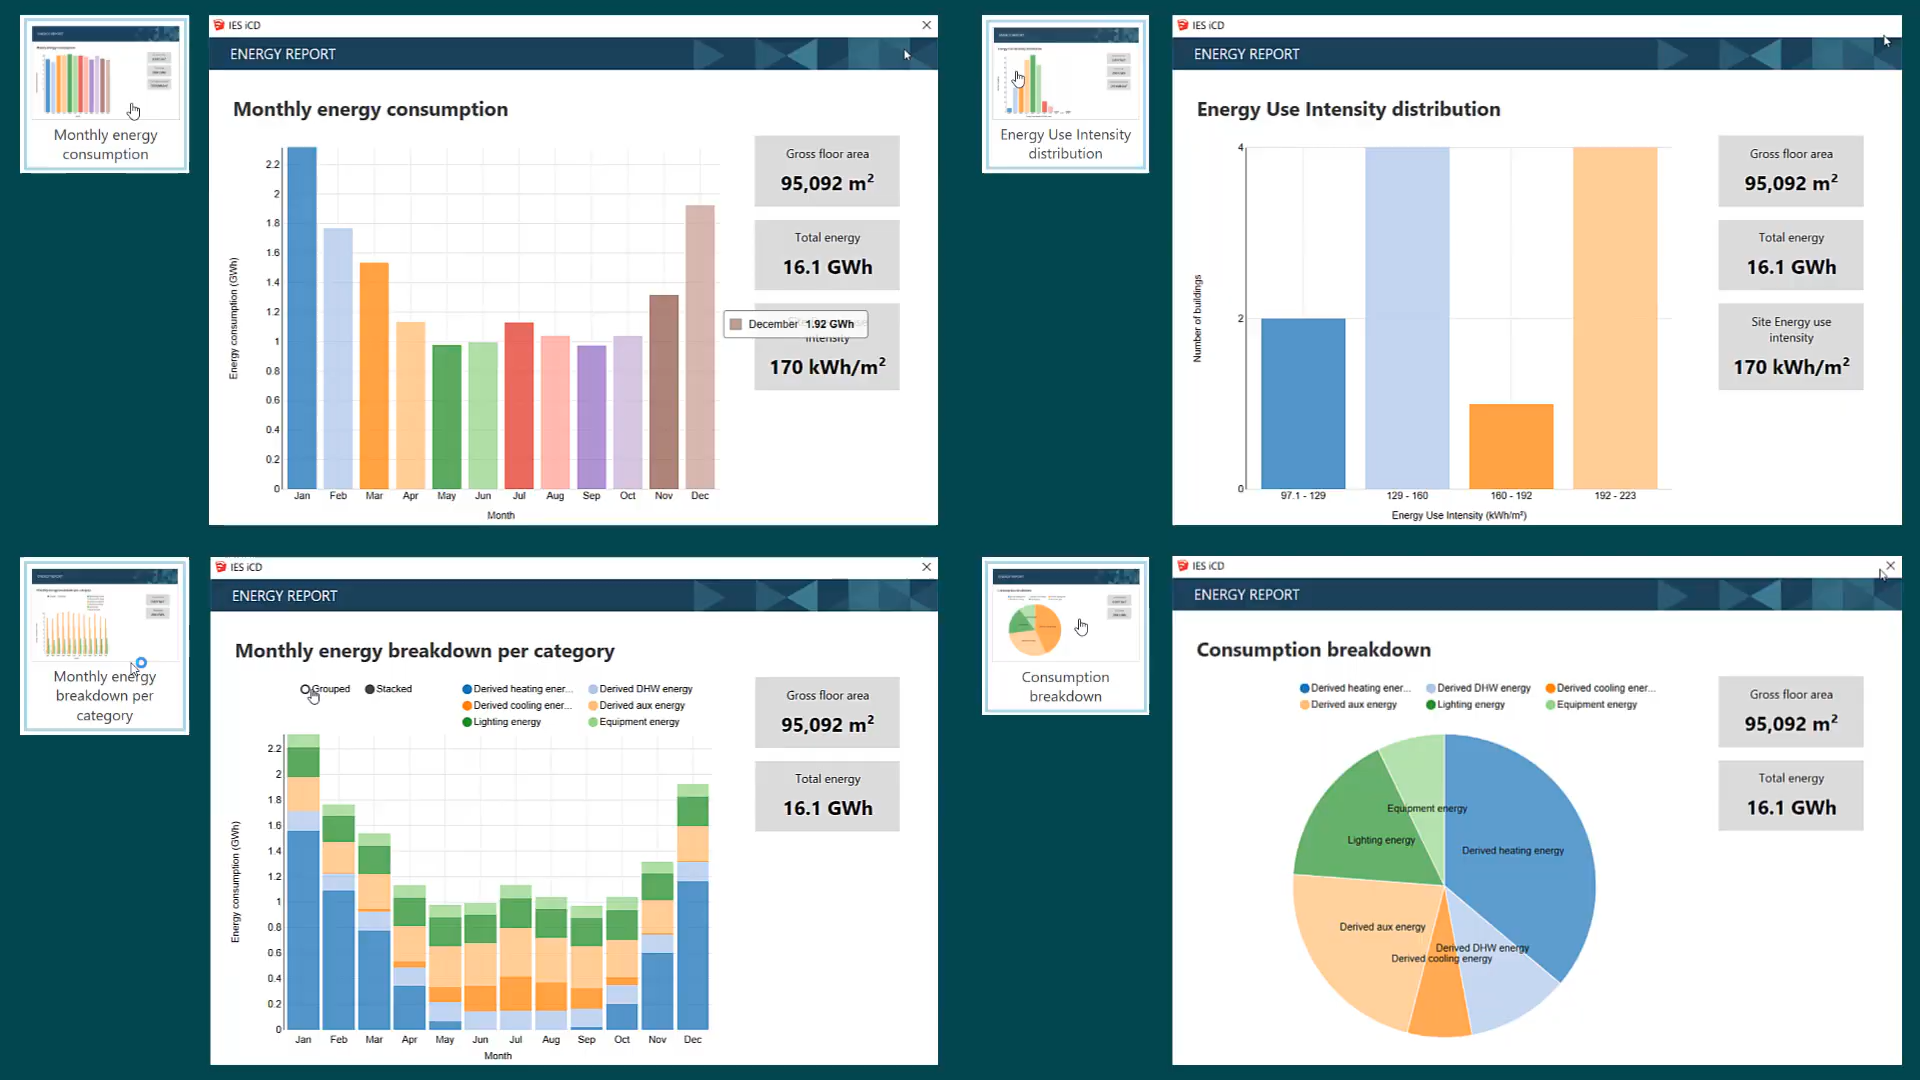 Monthly energy
consumption
IES iCD
ENERGY REPORT
Monthly energy consumption
Energy consumption (GWh)
2.2
2
1.8
1.6
1.4
1.2
1
0.8
0.6
0.4
0.2
0
Jan Feb Mar Apr May Jun Jul Aug Sep Oct Nov Dec
Month
Gross floor area
95,092 m²
Total energy
16.1 GWh
December 1.92 GWh
intensity
170 kWh/m²
Energy Use Intensity
distribution
IES iCD
ENERGY REPORT
Energy Use Intensity distribution
Number of buildings
4
2
0
97.1 - 129 129 - 160 160 - 192 192 - 223
Energy Use Intensity (kWh/m²)
Gross floor area
95,092 m²
Total energy
16.1 GWh
Site Energy use
intensity
170 kWh/m²
Monthly energy
breakdown per
category
IES iCD
ENERGY REPORT
Monthly energy breakdown per category
Grouped Stacked
Derived heating ener... Derived DHW energy
Derived cooling ener... Derived aux energy
Lighting energy Equipment energy
Energy consumption (GWh)
2.2
2
1.8
1.6
1.4
1.2
1
0.8
0.6
0.4
0.2
0
Jan Feb Mar Apr May Jun Jul Aug Sep Oct Nov Dec
Month
Gross floor area
95,092 m²
Total energy
16.1 GWh
Consumption
breakdown
IES iCD
ENERGY REPORT
Consumption breakdown
Derived heating ener... Derived DHW energy Derived cooling ener...
Derived aux energy Lighting energy Equipment energy
Equipment energy
Lighting energy
Derived heating energy
Derived aux energy
Derived DHW energy
Derived cooling energy
Gross floor area
95,092 m²
Total energy
16.1 GWh